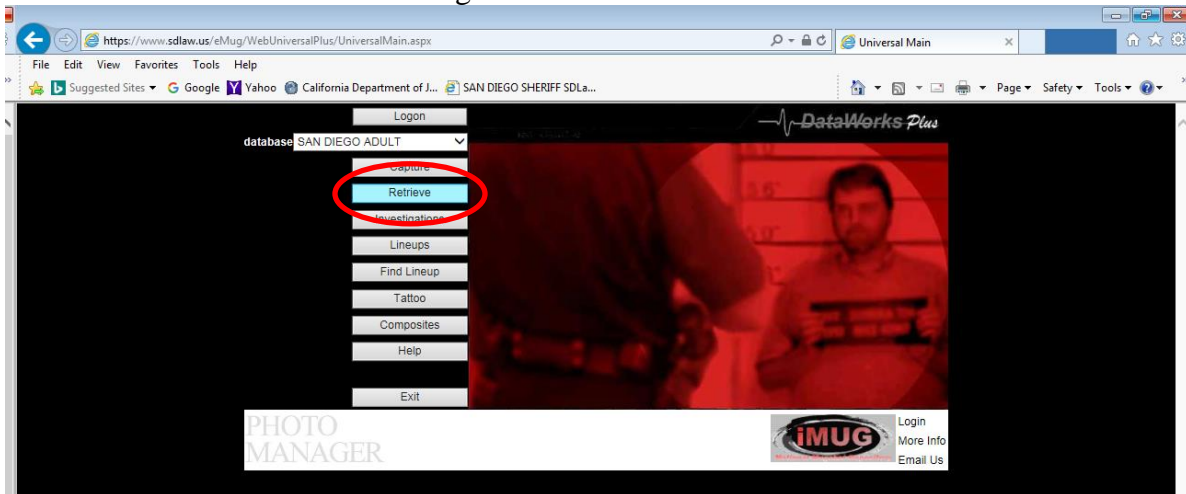 https://www.sdlaw.us/eMug/WebUniversalPlus/UniversalMain.aspx
Universal Main
File Edit View Favorites Tools Help
Suggested Sites Google Yahoo California Department of J... SAN DIEGO SHERIFF SDLa... Page Safety Tools
Logon
DataWorks Plus
database SAN DIEGO ADULT
Capture
Retrieve
Investigations
Lineups
Find Lineup
Tattoo
Composites
Help
Exit
PHOTO
MANAGER
iMUG
Login
More Info
Email Us